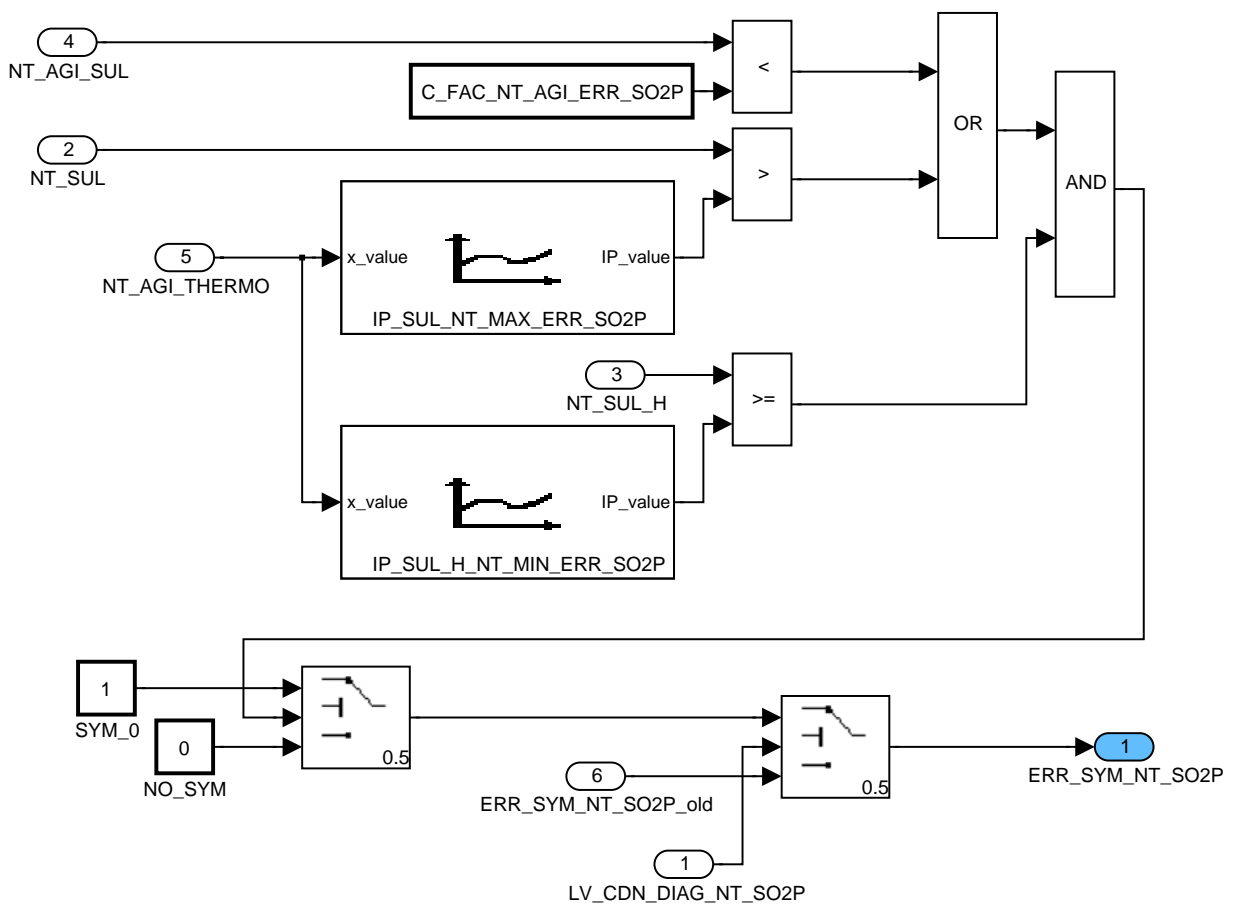 4
NT_AGI_SUL
C_FAC_NT_AGI_ERR_SO2P
<
OR
2
NT_SUL
>
AND
5
NT_AGI_THERMO
x_value
IP_value
IP_SUL_NT_MAX_ERR_SO2P
3
NT_SUL_H
>=
x_value
IP_value
IP_SUL_H_NT_MIN_ERR_SO2P
1
SYM_0
0
NO_SYM
0.5
6
ERR_SYM_NT_SO2P_old
0.5
1
ERR_SYM_NT_SO2P
1
LV_CDN_DIAG_NT_SO2P